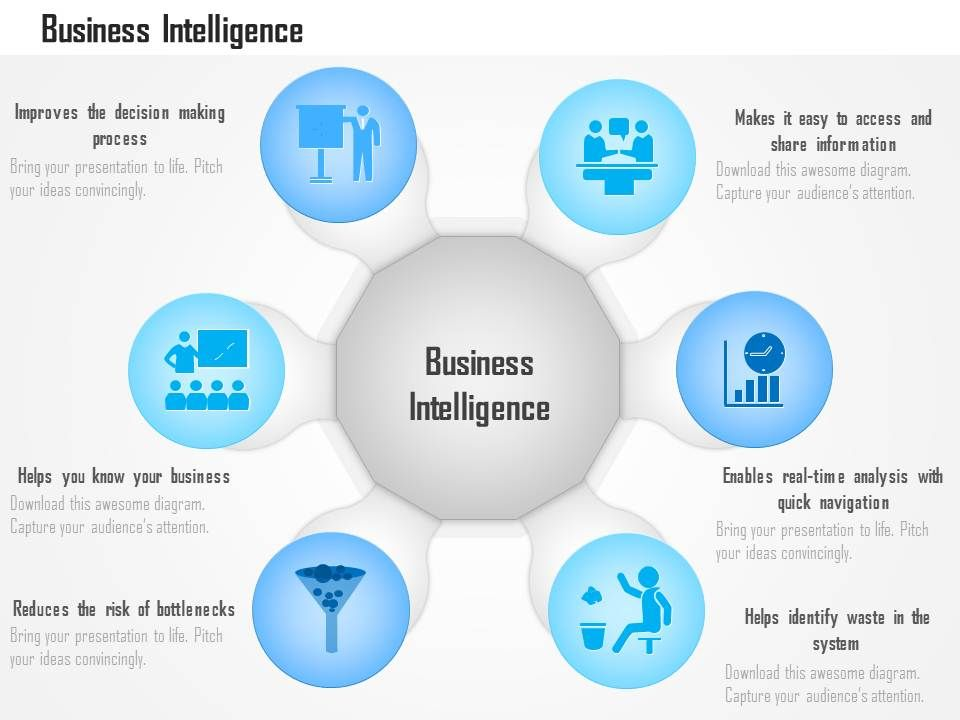 Business Intelligence
Improves the decision making
process
Bring your presentation to life. Pitch
your ideas convincingly.
Makes it easy to access and
share information
Download this awesome diagram.
Capture your audience's attention.
Business
Intelligence
Helps you know your business
Download this awesome diagram.
Capture your audience's attention.
Enables real-time analysis with
quick navigation
Bring your presentation to life. Pitch
your ideas convincingly.
Reduces the risk of bottlenecks
Bring your presentation to life. Pitch
your ideas convincingly.
Helps identify waste in the
system
Download this awesome diagram.
Capture your audience's attention.